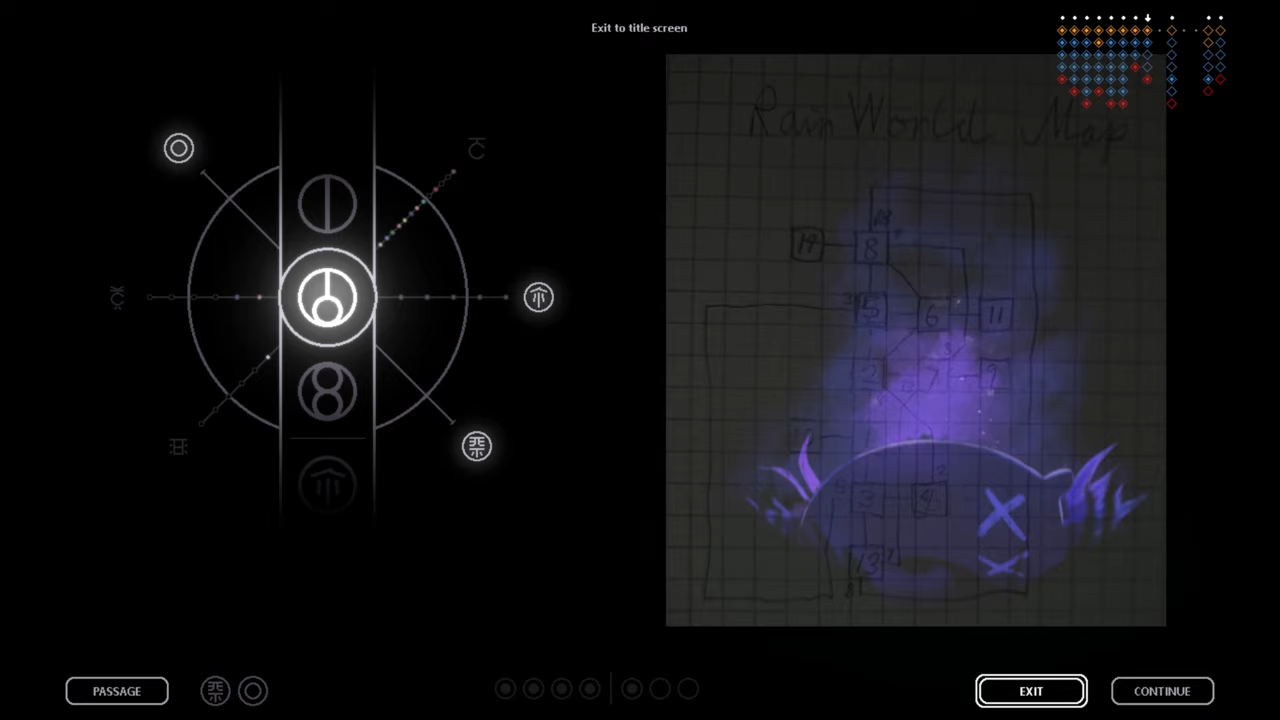 Exit to title screen
Rain World Map
14 8
5 6 11
2 7 9
3 4
13
PASSAGE
EXIT CONTINUE